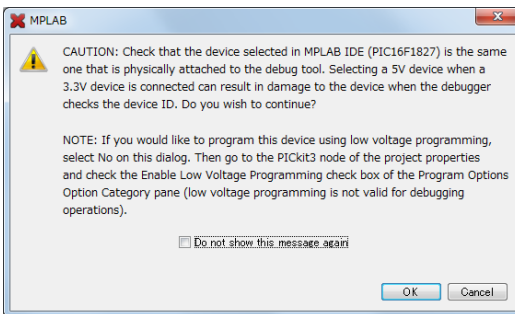 MPLAB
CAUTION: Check that the device selected in MPLAB IDE (PIC16F1827) is the same
one that is physically attached to the debug tool. Selecting a 5V device when a
3.3V device is connected can result in damage to the device when the debugger
checks the device ID. Do you wish to continue?
NOTE: If you would like to program this device using low voltage programming,
select No on this dialog. Then go to the PICkit3 node of the project properties
and check the Enable Low Voltage Programming check box of the Program Options
Option Category pane (low voltage programming is not valid for debugging
operations).
Do not show this message again
OK Cancel